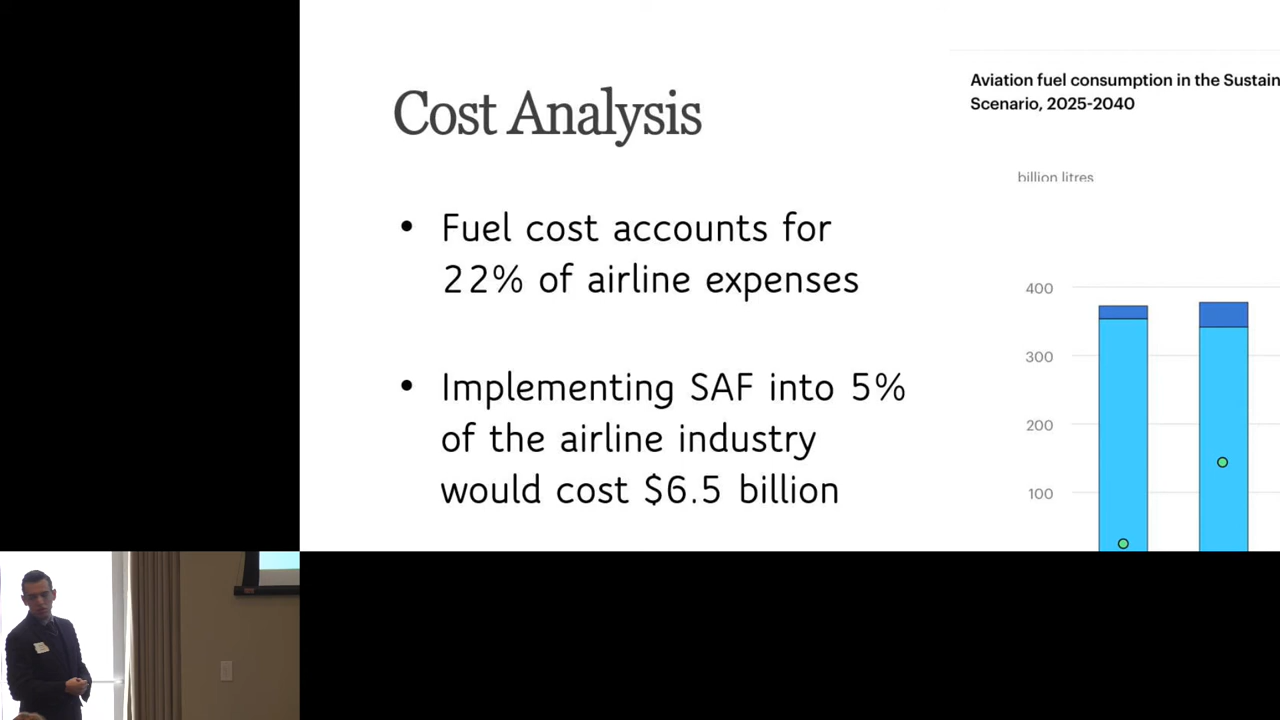 Cost Analysis
• Fuel cost accounts for
22% of airline expenses
• Implementing SAF into 5%
of the airline industry
would cost $6.5 billion
Aviation fuel consumption in the
Scenario, 2025-2040
billion litres
400
300
200
100